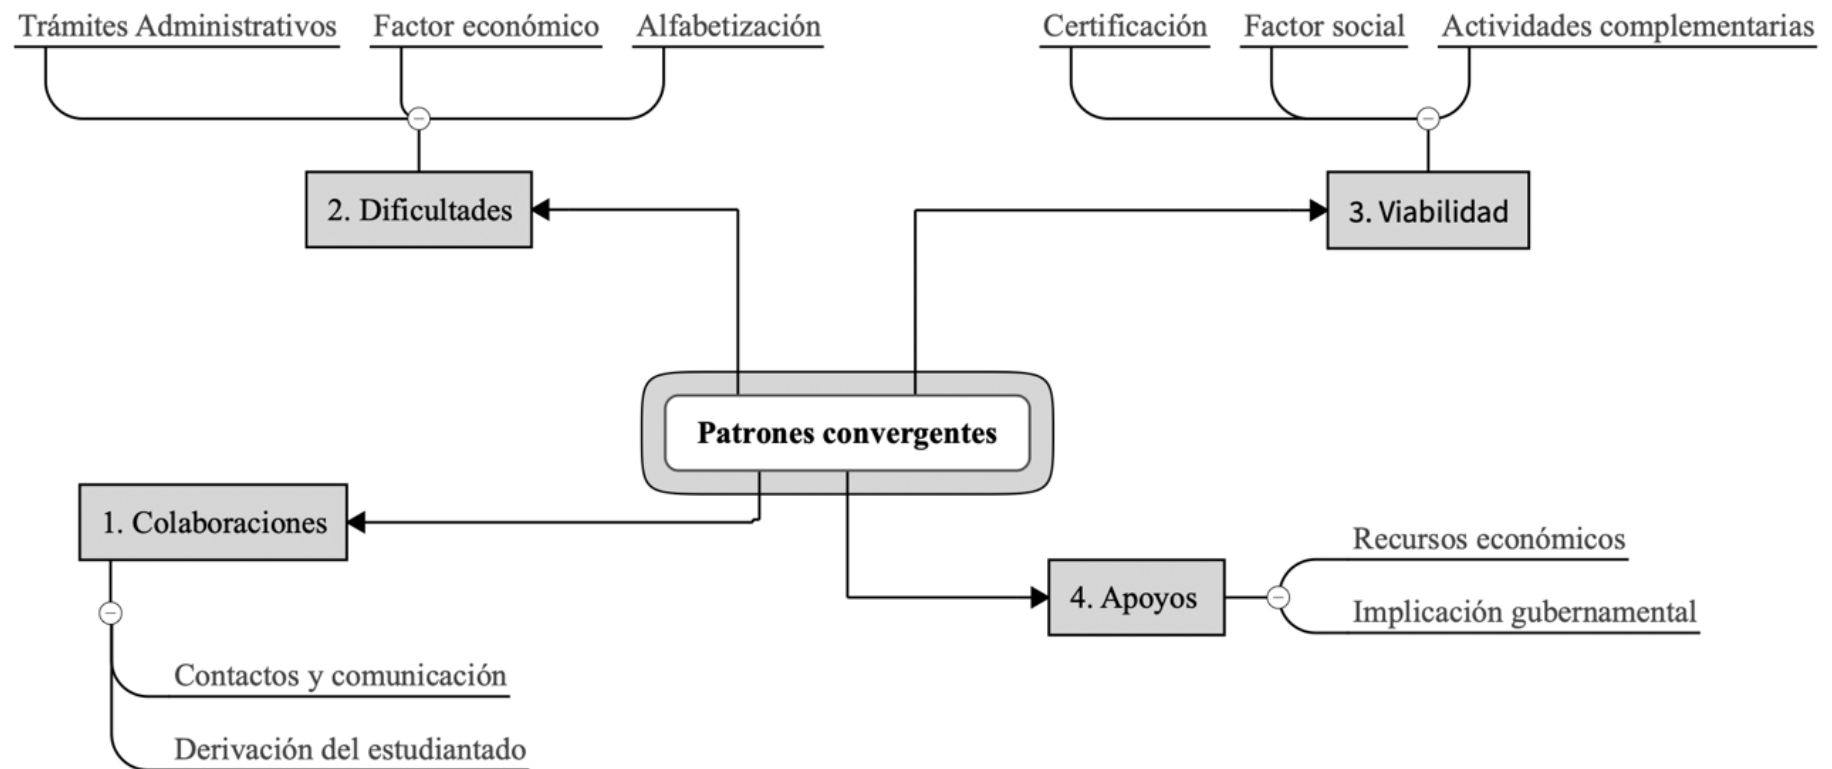 Trámites Administrativos
Factor económico
Alfabetización
Certificación
Factor social
Actividades complementarias
2. Dificultades
3. Viabilidad
Patrones convergentes
1. Colaboraciones
4. Apoyos
Recursos económicos
Implicación gubernamental
Contactos y comunicación
Derivación del estudiantado